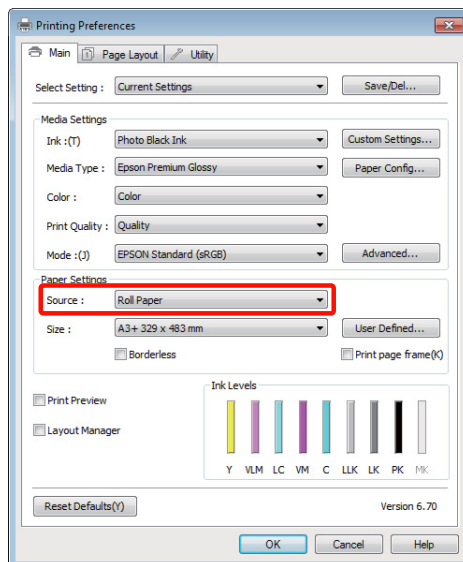 Printing Preferences
Main Page Layout Utility
Select Setting : Current Settings Save/Del...
Media Settings
Ink :(T) Photo Black Ink Custom Settings...
Media Type : Epson Premium Glossy Paper Config...
Color : Color
Print Quality : Quality
Mode :(J) EPSON Standard (sRGB) Advanced...
Paper Settings
Source : Roll Paper
Size : A3+ 329 x 483 mm User Defined...
Borderless Print page frame(K)
Ink Levels
Print Preview
Layout Manager
Y VLM LC VM C LLK LK PK MK
Reset Defaults(Y) Version 6.70
OK Cancel Help